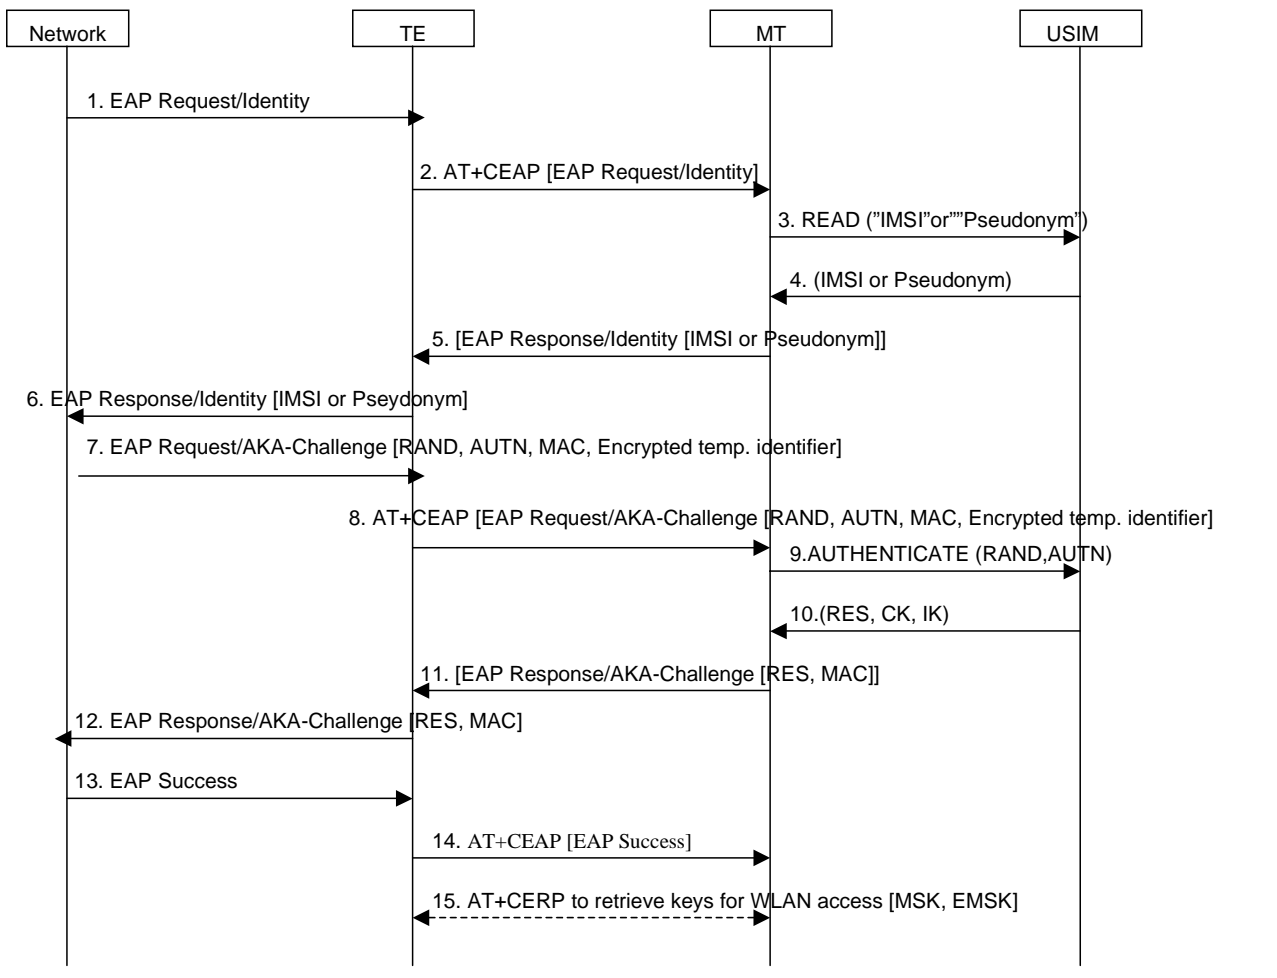 Network TE MT USIM
1. EAP Request/Identity
2. AT+CEAP [EAP Request/Identity]
3. READ (”IMSI”or””Pseudonym”)
4. (IMSI or Pseudonym)
5. [EAP Response/Identity [IMSI or Pseudonym]]
6. EAP Response/Identity [IMSI or Pseydonym]
7. EAP Request/AKA-Challenge [RAND, AUTN, MAC, Encrypted temp. identifier]
8. AT+CEAP [EAP Request/AKA-Challenge [RAND, AUTN, MAC, Encrypted temp. identifier]
9.AUTHENTICATE (RAND,AUTN)
10.(RES, CK, IK)
11. [EAP Response/AKA-Challenge [RES, MAC]]
12. EAP Response/AKA-Challenge [RES, MAC]
13. EAP Success
14. AT+CEAP [EAP Success]
15. AT+CERP to retrieve keys for WLAN access [MSK, EMSK]